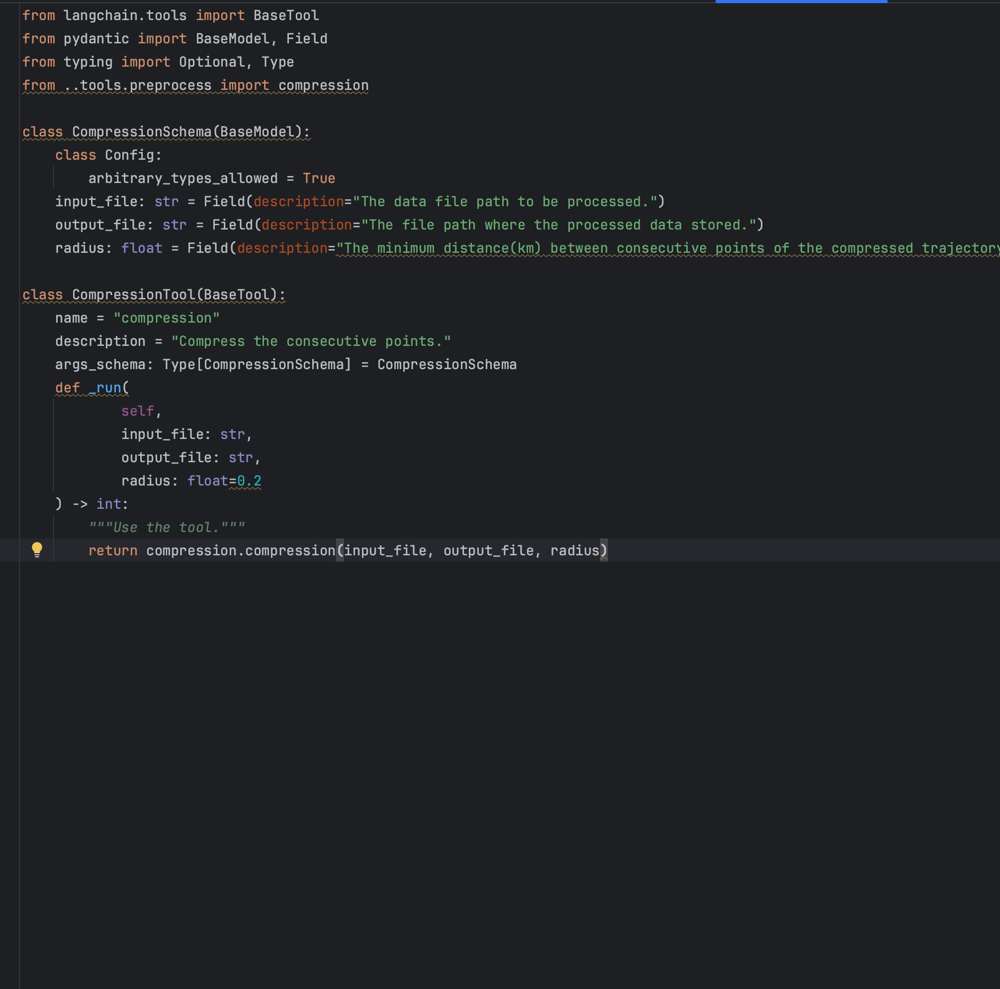 from langchain.tools import BaseTool
from pydantic import BaseModel, Field
from typing import Optional, Type
from ..tools.preprocess import compression
class CompressionSchema(BaseModel):
class Config:
arbitrary_types_allowed = True
input_file: str = Field(description="The data file path to be processed.")
output_file: str = Field(description="The file path where the processed data stored.")
radius: float = Field(description="The minimum distance(km) between consecutive points of the compressed trajectory
class CompressionTool(BaseTool):
name = "compression"
description = "Compress the consecutive points."
args_schema: Type[CompressionSchema] = CompressionSchema
def _run(
self,
input_file: str,
output_file: str,
radius: float=0.2
) -> int:
"""Use the tool."""
return compression.compression(input_file, output_file, radius)